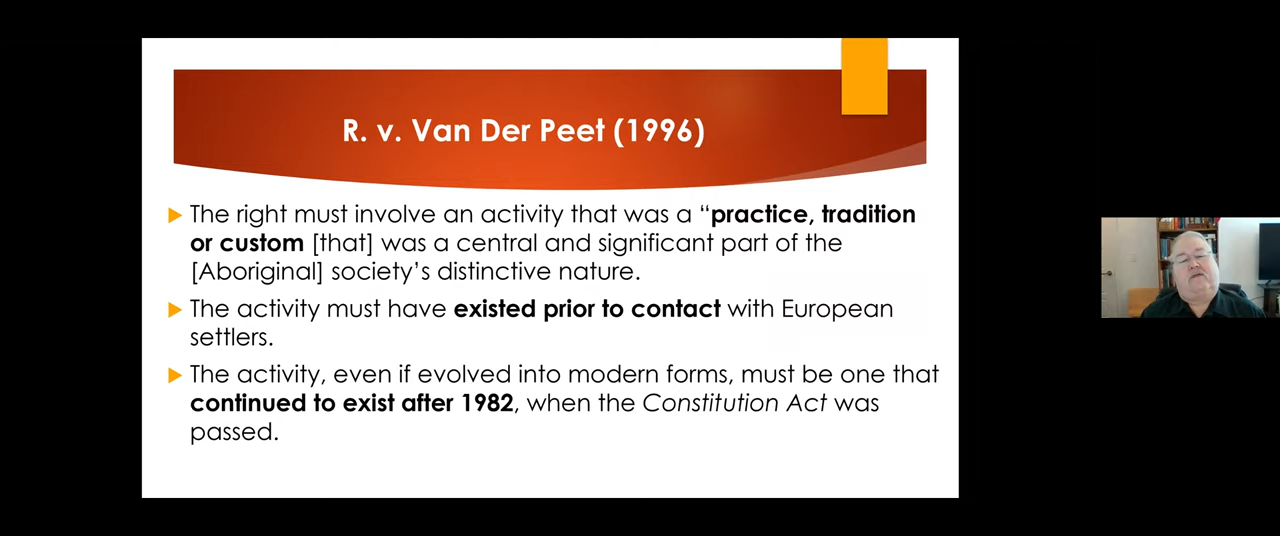 R. v. Van Der Peet (1996)
The right must involve an activity that was a “practice, tradition
or custom [that] was a central and significant part of the
[Aboriginal] society’s distinctive nature.
The activity must have existed prior to contact with European
settlers.
The activity, even if evolved into modern forms, must be one that
continued to exist after 1982, when the Constitution Act was
passed.